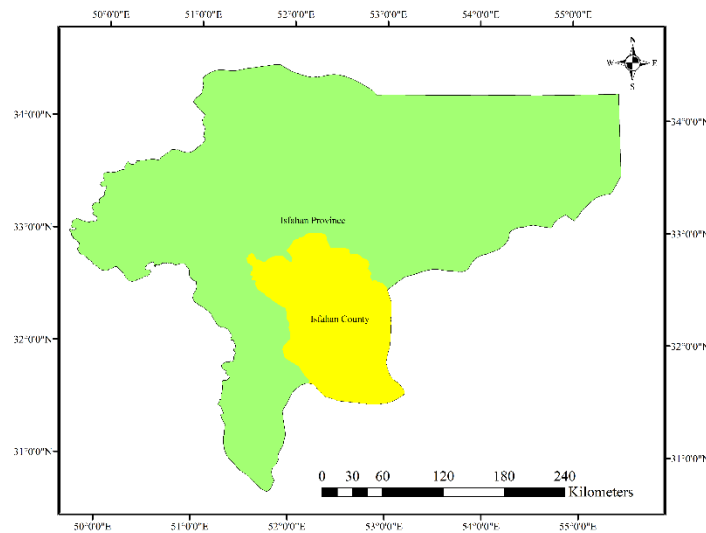 50°0'0"E 51°0'0"E 52°0'0"E 53°0'0"E 54°0'0"E 55°0'0"E
N
W E
S
34°0'0"N 34°0'0"N
Isfahan Province
33°0'0"N 33°0'0"N
Isfahan County
32°0'0"N 32°0'0"N
31°0'0"N 31°0'0"N
0 30 60 120 180 240
Kilometers
50°0'0"E 51°0'0"E 52°0'0"E 53°0'0"E 54°0'0"E 55°0'0"E